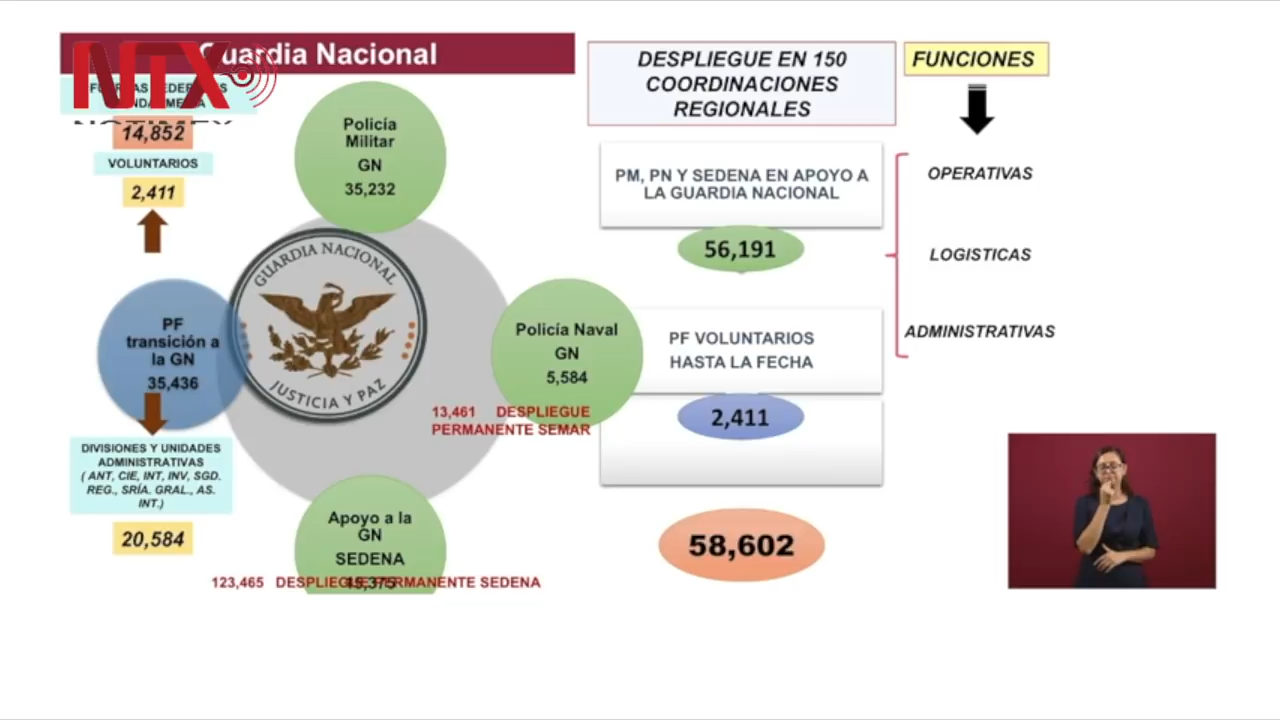 Guardia Nacional
NTX
14,852
VOLUNTARIOS
2,411
Policía
Militar
GN
35,232
GUARDIA NACIONAL
JUSTICIA Y PAZ
PF
transición a
la GN
35,436
Policía Naval
GN
5,584
13,461 DESPLIEGUE
PERMANENTE SEMAR
DIVISIONES Y UNIDADES
ADMINISTRATIVAS
( ANT, CIE, INT, INV, SGD.
REG., SRÍA. GRAL., AS.
INT.)
20,584
Apoyo a la
GN
SEDENA
123,465 DESPLIEGUE PERMANENTE SEDENA
DESPLIEGUE EN 150
COORDINACIONES
REGIONALES
PM, PN Y SEDENA EN APOYO A
LA GUARDIA NACIONAL
56,191
PF VOLUNTARIOS
HASTA LA FECHA
2,411
58,602
FUNCIONES
OPERATIVAS
LOGISTICAS
ADMINISTRATIVAS